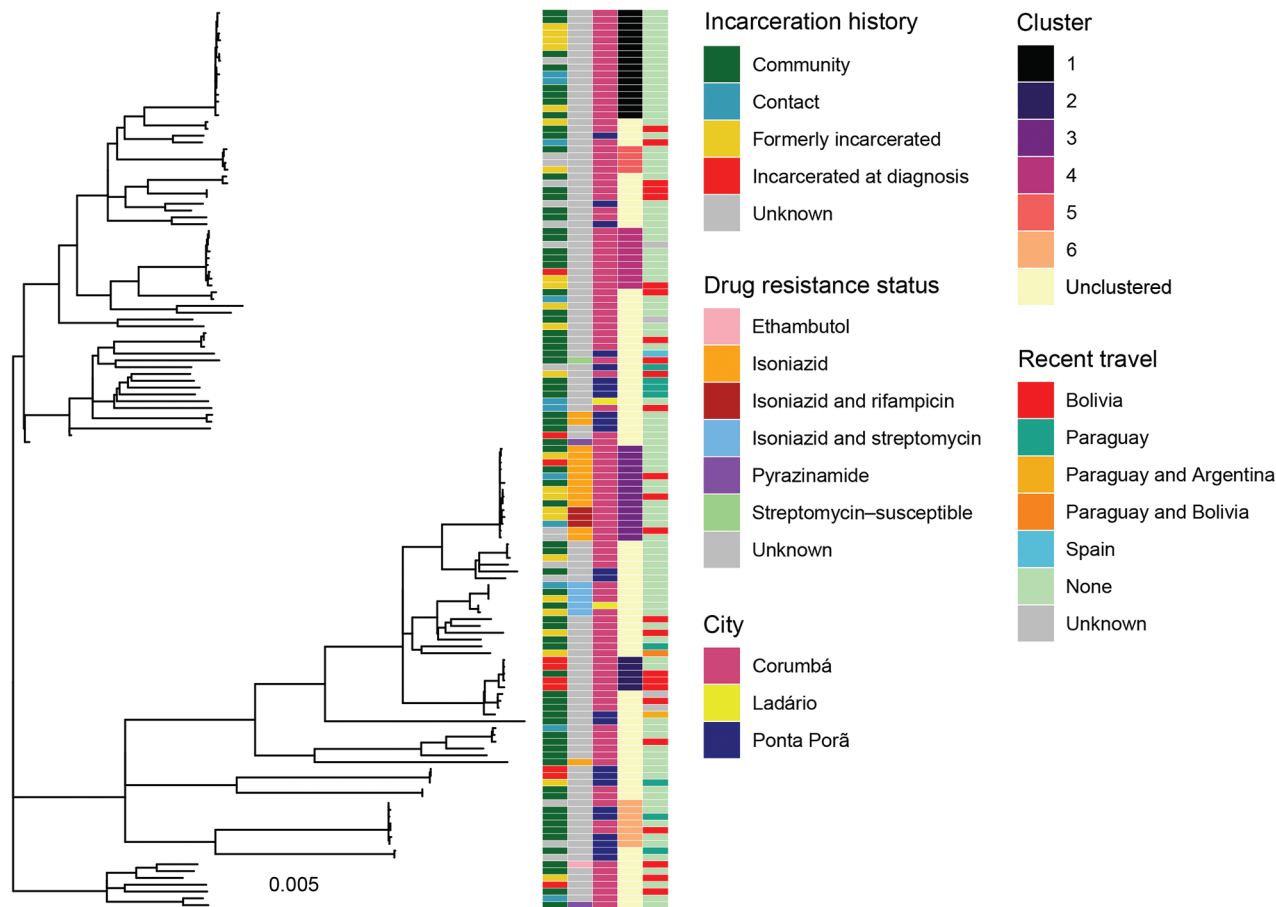 Incarceration history
Community
Contact
Formerly incarcerated
Incarcerated at diagnosis
Unknown
Drug resistance status
Ethambutol
Isoniazid
Isoniazid and rifampicin
Isoniazid and streptomycin
Pyrazinamide
Streptomycin–susceptible
Unknown
City
Corumbá
Ladário
Ponta Porã
Cluster
1
2
3
4
5
6
Unclustered
Recent travel
Bolivia
Paraguay
Paraguay and Argentina
Paraguay and Bolivia
Spain
None
Unknown
0.005